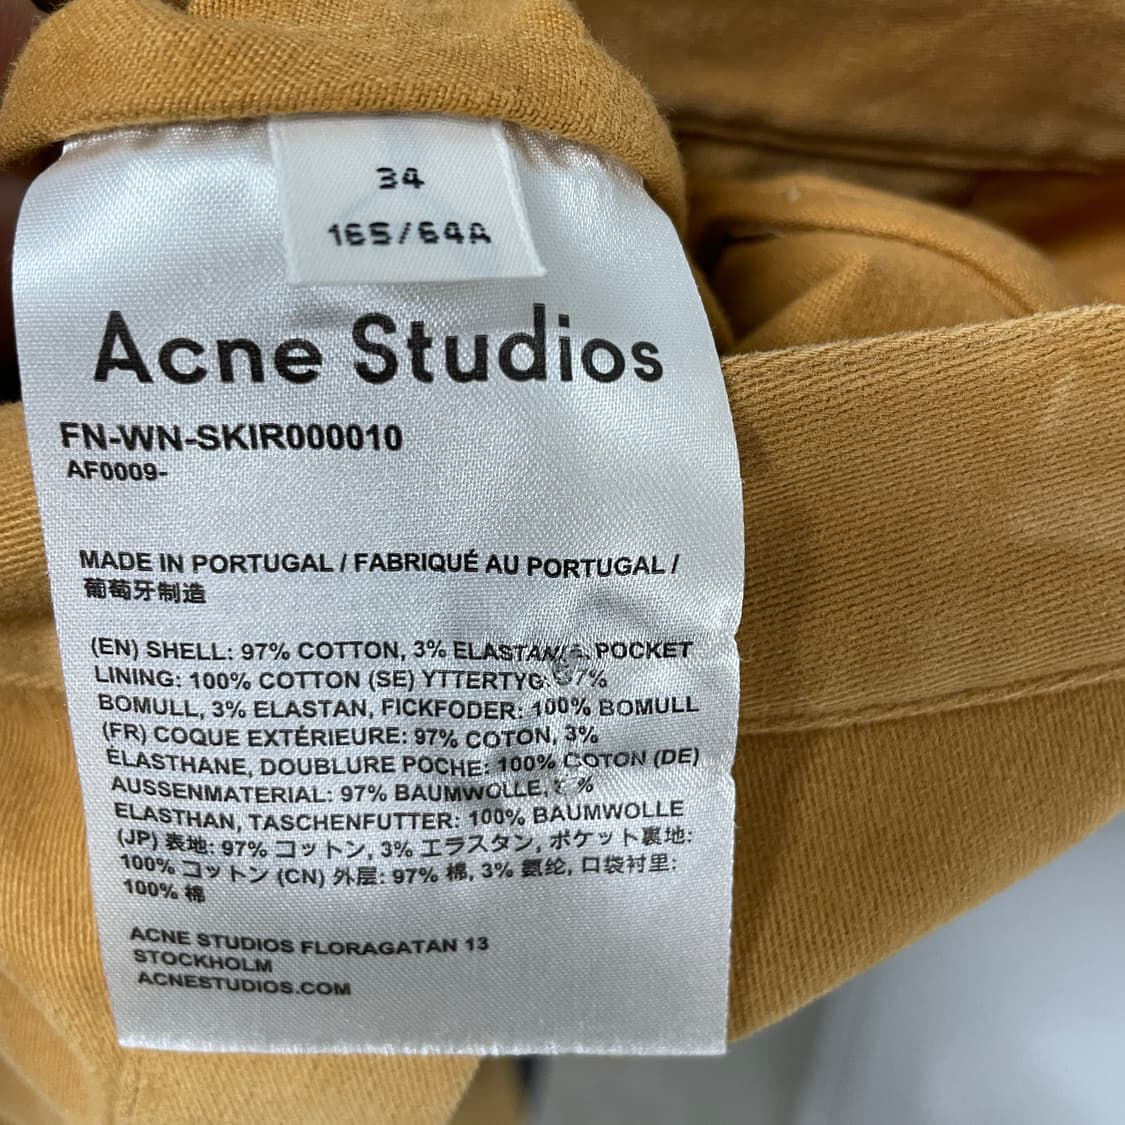 34
165/64A
Acne Studios
FN-WN-SKIR000010
AF0009-
MADE IN PORTUGAL / FABRIQUÉ AU PORTUGAL /
葡萄牙制造
(EN) SHELL: 97% COTTON, 3% ELASTANE, POCKET
LINING: 100% COTTON (SE) YTTERTYG: 97%
BOMULL, 3% ELASTAN, FICKFODER: 100% BOMULL
(FR) COQUE EXTÉRIEURE: 97% COTON, 3%
ÉLASTHANE, DOUBLURE POCHE: 100% COTON (DE)
AUSSENMATERIAL: 97% BAUMWOLLE, %
ELASTHAN, TASCHENFUTTER: 100% BAUMWOLLE
(JP) 表地: 97% コットン, 3% エラスタン, ポケット裏地:
100% コットン (CN) 外层: 97% 棉, 3% 氨纶, 口袋衬里:
100% 棉
ACNE STUDIOS FLORAGATAN 13
STOCKHOLM
ACNESTUDIOS.COM